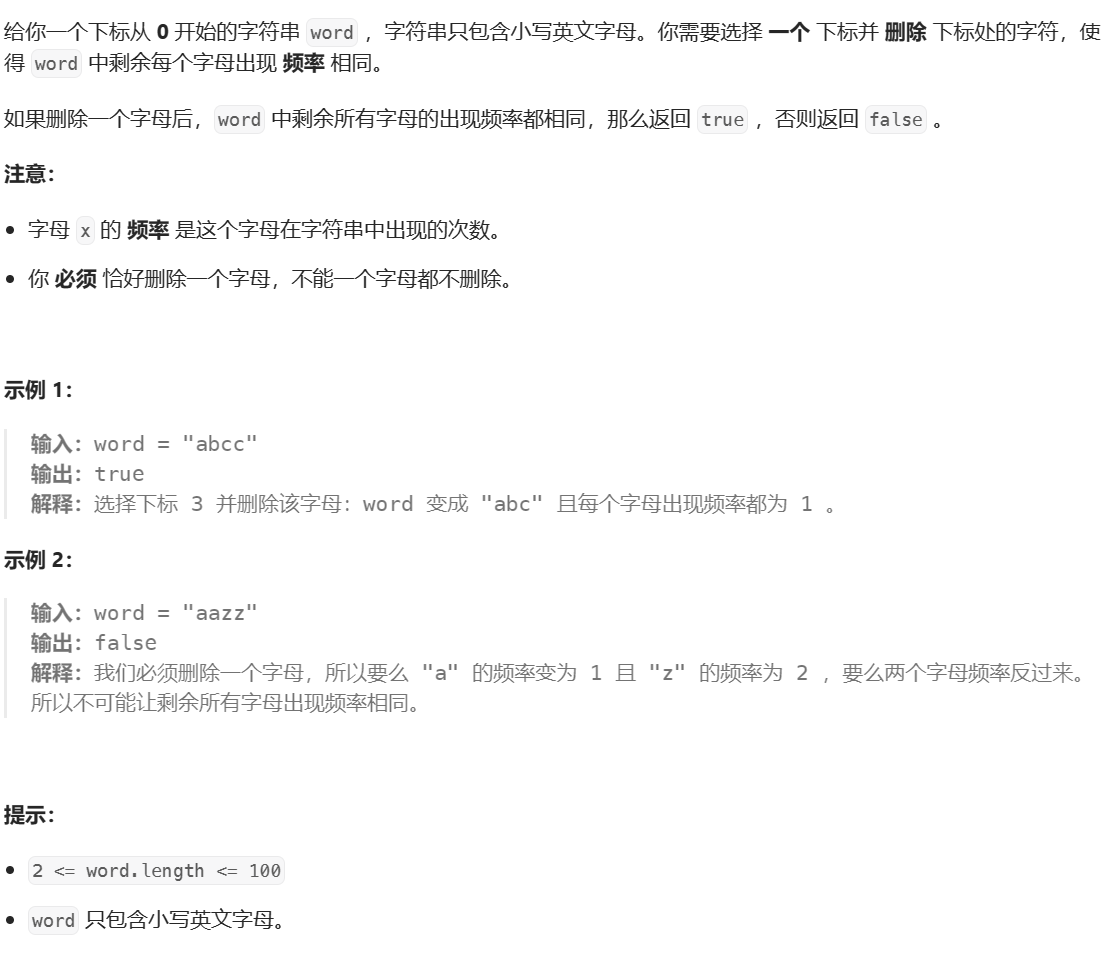 给你一个下标从 0 开始的字符串 word ，字符串只包含小写英文字母。你需要选择 一个 下标并 删除 下标处的字符，使
得 word 中剩余每个字母出现 频率 相同。
如果删除一个字母后， word 中剩余所有字母的出现频率都相同，那么返回 true ，否则返回 false 。
注意：
• 字母 x 的 频率 是这个字母在字符串中出现的次数。
• 你 必须 恰好删除一个字母，不能一个字母都不删除。
示例 1：
输入：word = "abcc"
输出：true
解释：选择下标 3 并删除该字母：word 变成 "abc" 且每个字母出现频率都为 1 。
示例 2：
输入：word = "aazz"
输出：false
解释：我们必须删除一个字母，所以要么 "a" 的频率变为 1 且 "z" 的频率为 2 ，要么两个字母频率反过来。
所以不可能让剩余所有字母出现频率相同。
提示：
• 2 <= word.length <= 100
• word 只包含小写英文字母。